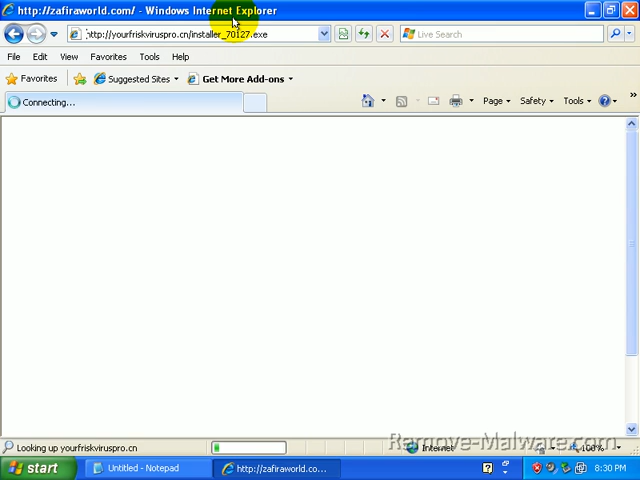 http://zafiraworld.com/ - Windows Internet Explorer
http://yourfriskviruspro.cn/installer_70127.exe
Live Search
File Edit View Favorites Tools Help
Favorites Suggested Sites Get More Add-ons
Connecting... Page Safety Tools »
Remove-Malware.com
Looking up yourfriskviruspro.cn Internet 100%
start Untitled - Notepad http://zafiraworld.co... 8:30 PM